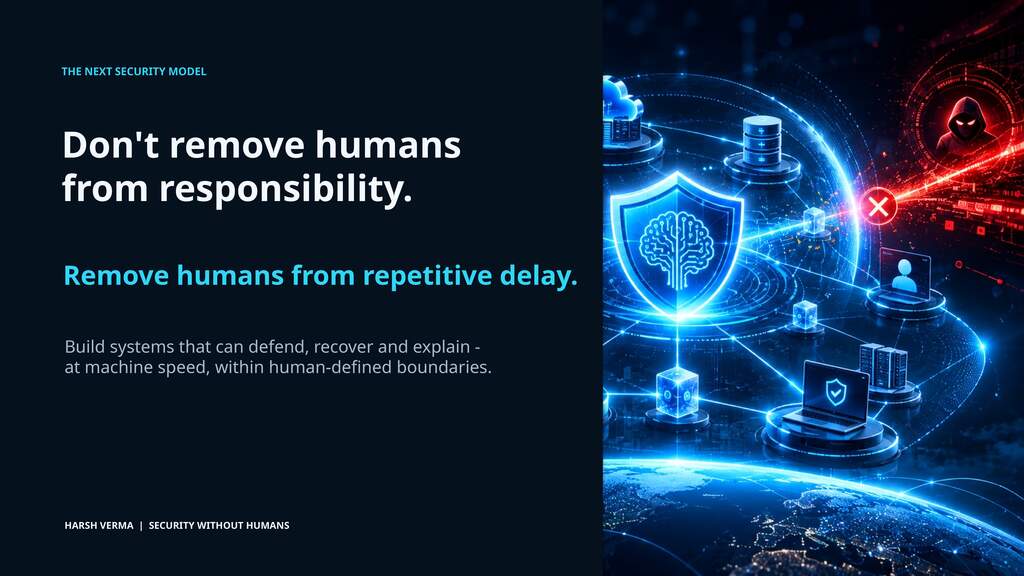 THE NEXT SECURITY MODEL
Don't remove humans
from responsibility.
Remove humans from repetitive delay.
Build systems that can defend, recover and explain -
at machine speed, within human-defined boundaries.
HARSH VERMA | SECURITY WITHOUT HUMANS